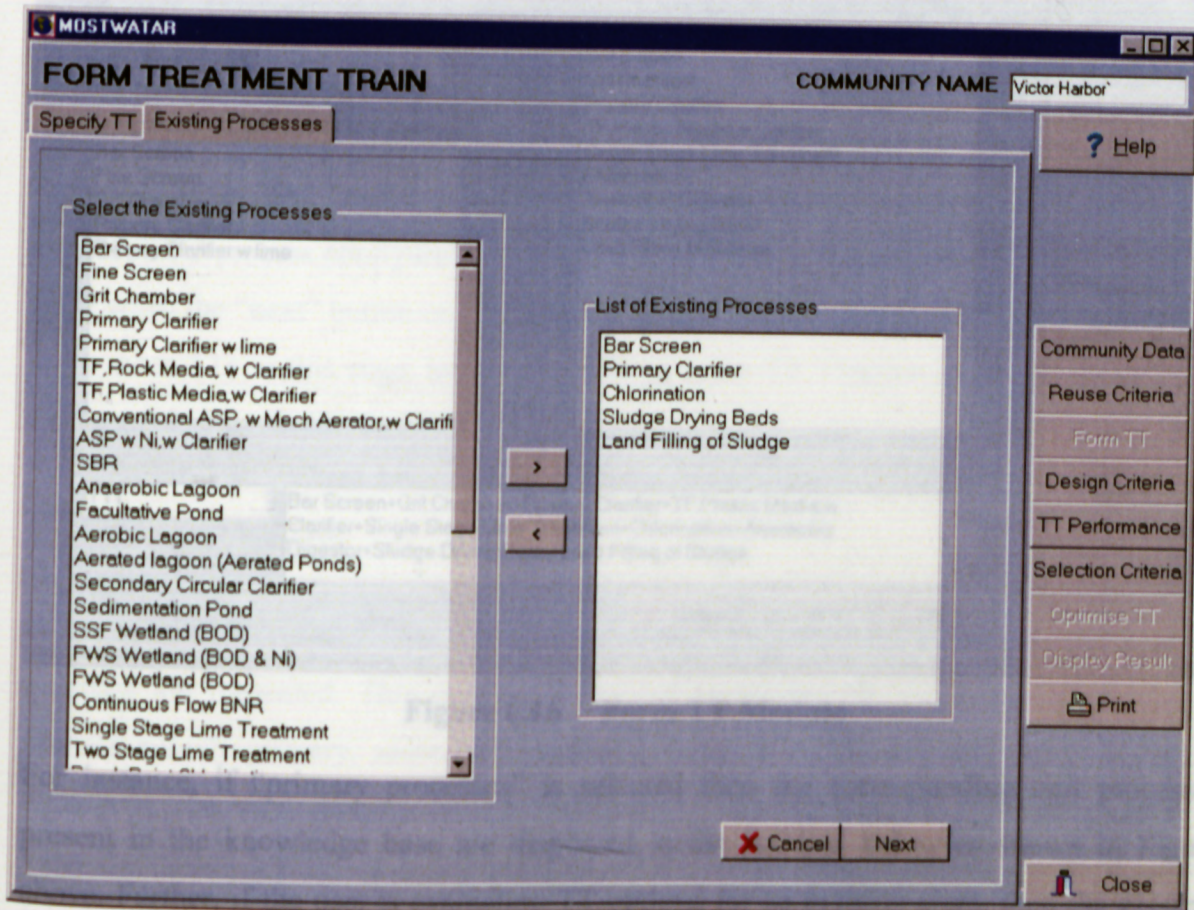 MOSTWATAR
FORM TREATMENT TRAIN
COMMUNITY NAME
Victor Harbor`
Specify TT
Existing Processes
? Help
Select the Existing Processes
Bar Screen
Fine Screen
Grit Chamber
Primary Clarifier
Primary Clarifier w lime
TF,Rock Media, w Clarifier
TF,Plastic Media,w Clarifier
Conventional ASP, w Mech Aerator,w Clarifi
ASP w Ni,w Clarifier
SBR
Anaerobic Lagoon
Facultative Pond
Aerobic Lagoon
Aerated lagoon (Aerated Ponds)
Secondary Circular Clarifier
Sedimentation Pond
SSF Wetland (BOD)
FWS Wetland (BOD & Ni)
FWS Wetland (BOD)
Continuous Flow BNR
Single Stage Lime Treatment
Two Stage Lime Treatment
>
<
List of Existing Processes
Bar Screen
Primary Clarifier
Chlorination
Sludge Drying Beds
Land Filling of Sludge
Community Data
Reuse Criteria
Form TT
Design Criteria
TT Performance
Selection Criteria
Optimise TT
Display Result
Print
Cancel
Next
Close